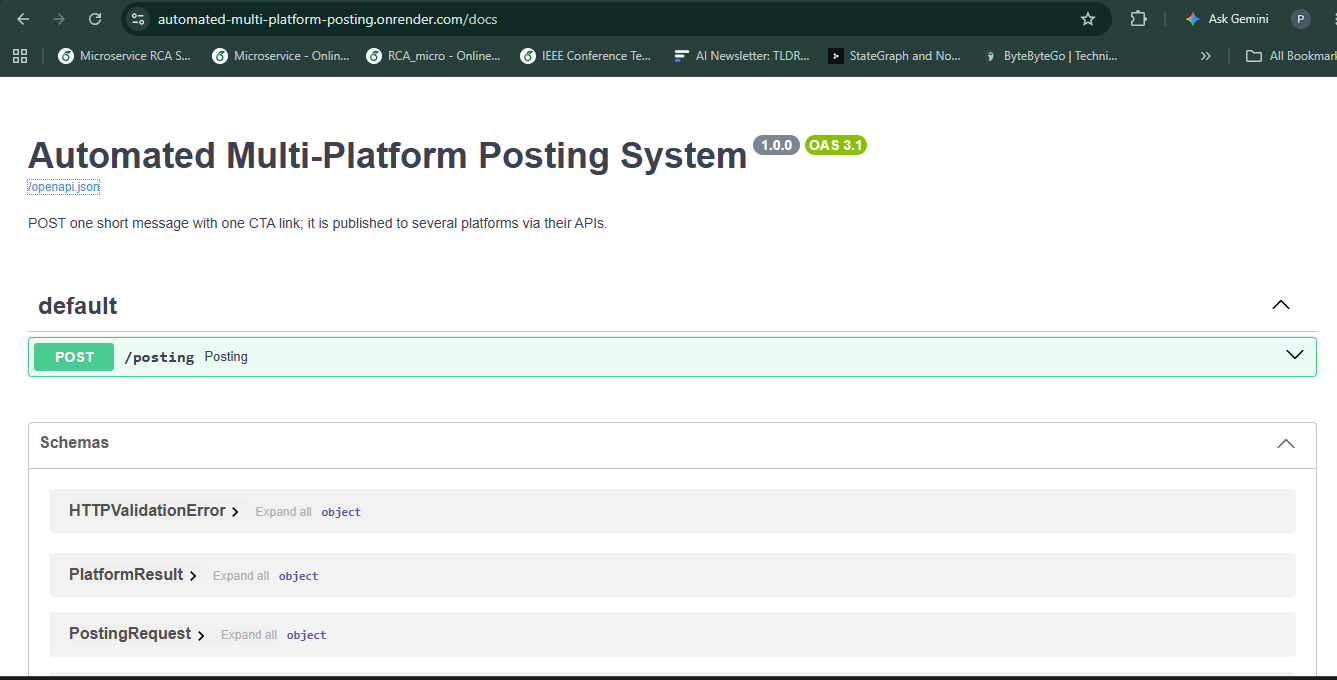 automated-multi-platform-posting.onrender.com/docs
Ask Gemini
P
Microservice RCA S...
Microservice - Onlin...
RCA_micro - Online...
IEEE Conference Te...
AI Newsletter: TLDR...
StateGraph and No...
ByteByteGo | Techni...
»
All Bookmark
Automated Multi-Platform Posting System 1.0.0 OAS 3.1
/openapi.json
POST one short message with one CTA link; it is published to several platforms via their APIs.
default
POST /posting Posting
Schemas
HTTPValidationError Expand all object
PlatformResult Expand all object
PostingRequest Expand all object